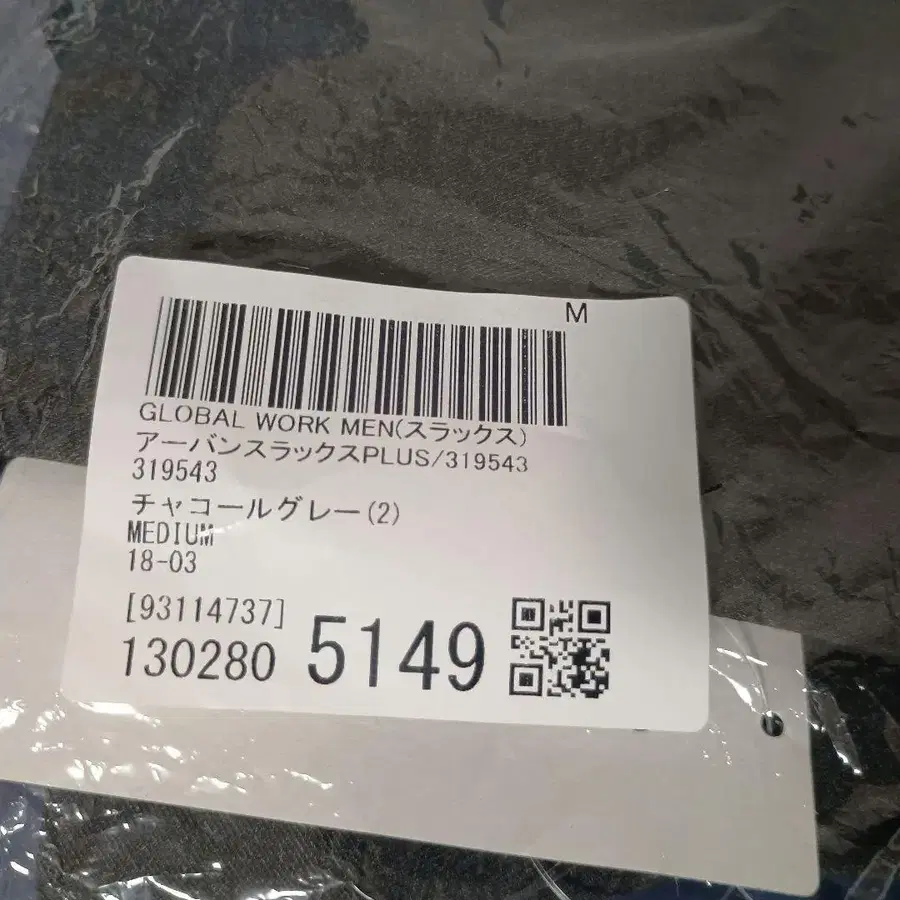 M
GLOBAL WORK MEN(スラックス)
アーバンスラックスPLUS/319543
319543
チャコールグレー(2)
MEDIUM
18-03
[93114737]
130280 5149